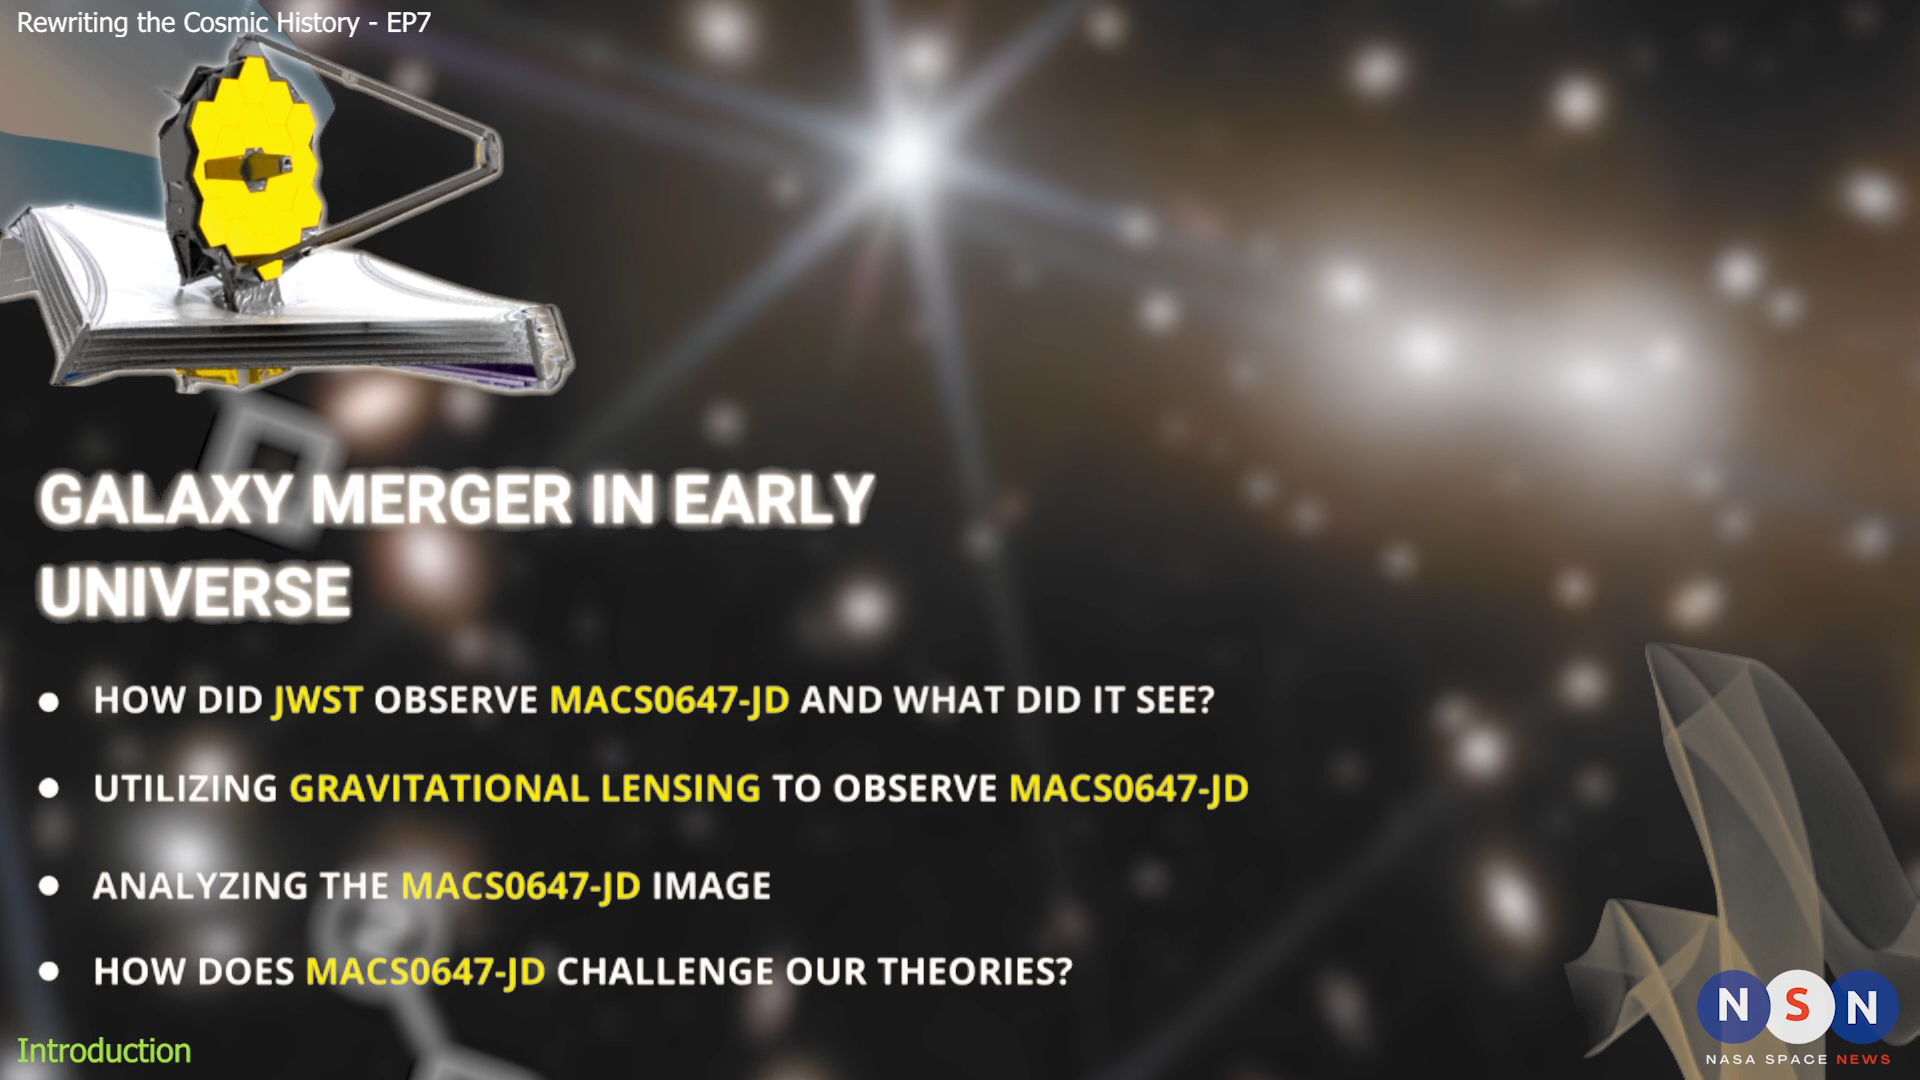 Rewriting the Cosmic History - EP7
GALAXY MERGER IN EARLY
UNIVERSE
● HOW DID JWST OBSERVE MACS0647-JD AND WHAT DID IT SEE?
● UTILIZING GRAVITATIONAL LENSING TO OBSERVE MACS0647-JD
● ANALYZING THE MACS0647-JD IMAGE
● HOW DOES MACS0647-JD CHALLENGE OUR THEORIES?
Introduction
NSN
NASA SPACE NEWS